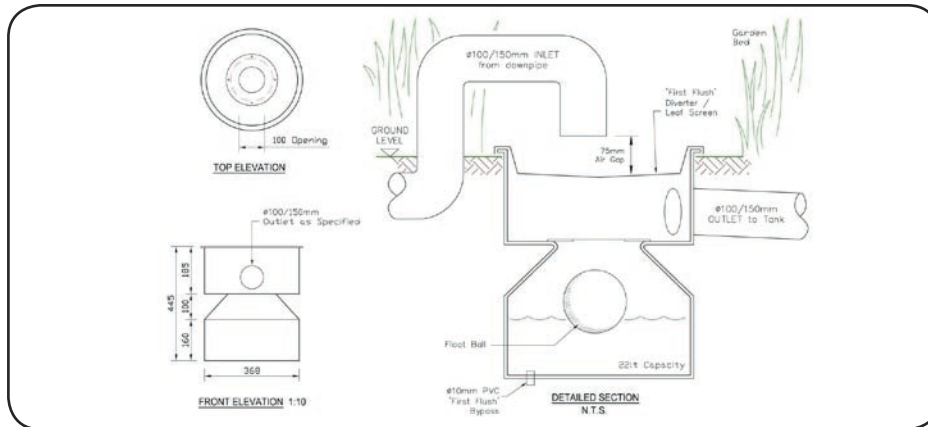 100 Opening
TOP ELEVATION
ø100/150mm
Outlet as Specified
445
185
100
160
360
FRONT ELEVATION 1:10
ø100/150mm INLET
from downpipe
GROUND
LEVEL
Garden
Bed
"First Flush"
Diverter /
Leaf Screen
75mm
Air Gap
ø100/150mm
OUTLET to Tank
Float Ball
22lt Capacity
ø10mm PVC
"First Flush"
Bypass
DETAILED SECTION
N.T.S.